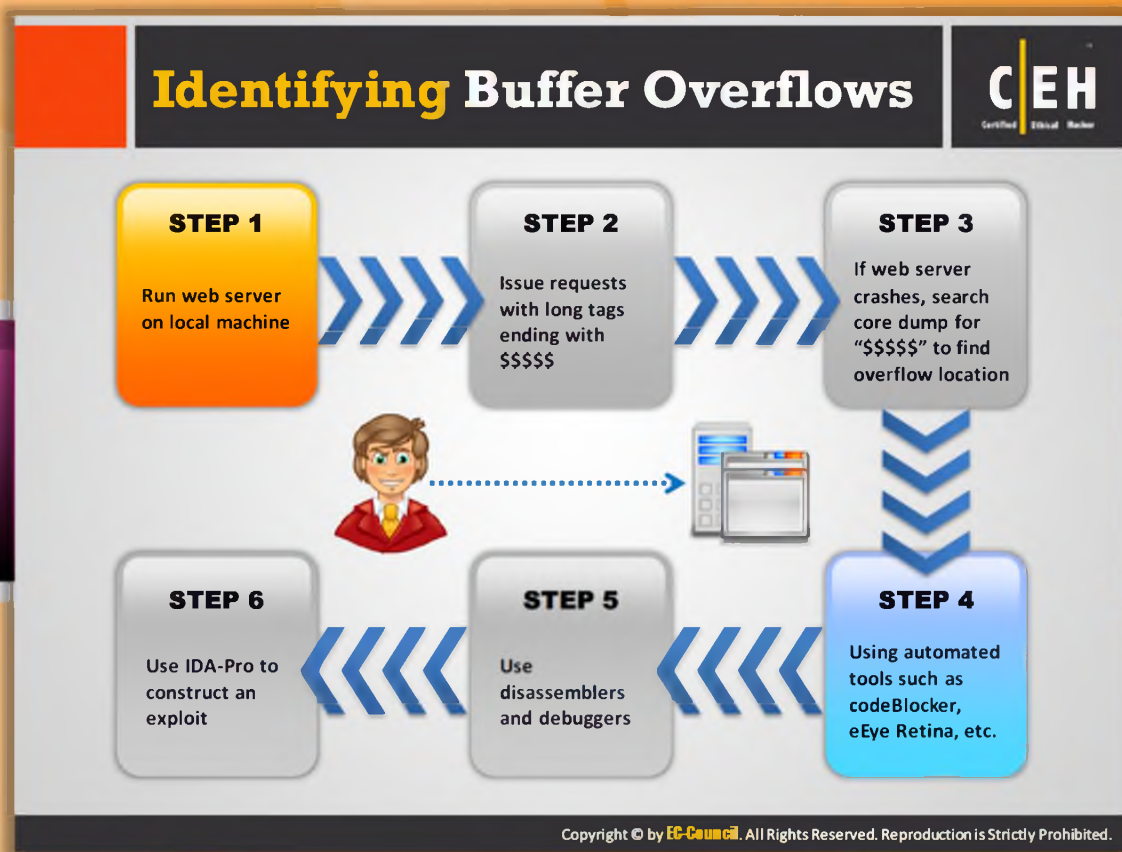 Identifying Buffer Overflows
CEH
Certified Ethical Hacker
STEP 1
Run web server
on local machine
STEP 2
Issue requests
with long tags
ending with
$$$$$
STEP 3
If web server
crashes, search
core dump for
“$$$$$” to find
overflow location
STEP 4
Using automated
tools such as
codeBlocker,
eEye Retina, etc.
STEP 5
Use
disassemblers
and debuggers
STEP 6
Use IDA-Pro to
construct an
exploit
Copyright © by EC-Council. All Rights Reserved. Reproduction is Strictly Prohibited.